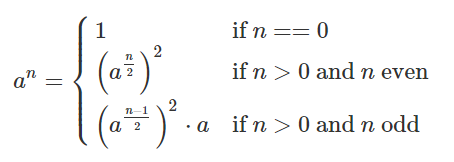 a^n = { 1 if n == 0
(a^{n/2})^2 if n > 0 and n even
(a^{(n-1)/2})^2 · a if n > 0 and n odd